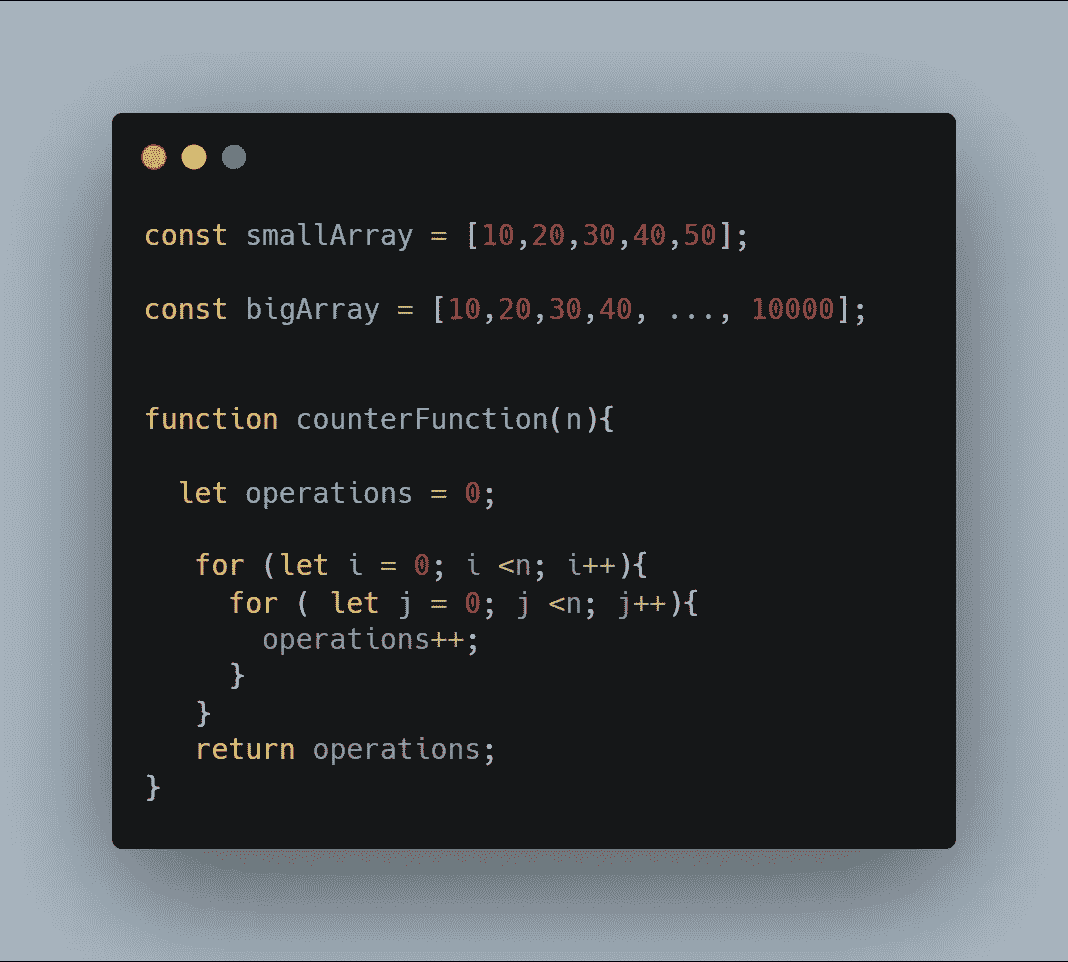 const smallArray = [10,20,30,40,50];
const bigArray = [10,20,30,40, ..., 10000];
function counterFunction(n){
let operations = 0;
for (let i = 0; i <n; i++){
for ( let j = 0; j <n; j++){
operations++;
}
}
return operations;
}